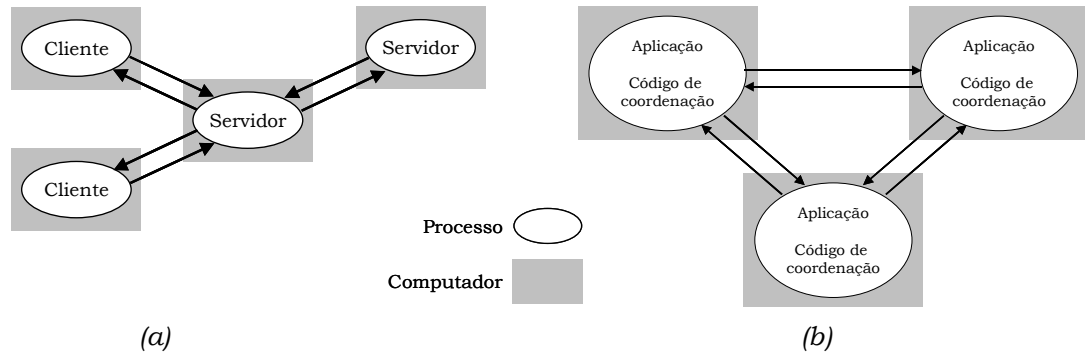 Cliente
Servidor
Servidor
Cliente
Aplicação
Código de
coordenação
Aplicação
Código de
coordenação
Aplicação
Código de
coordenação
Processo
Computador
(a)
(b)